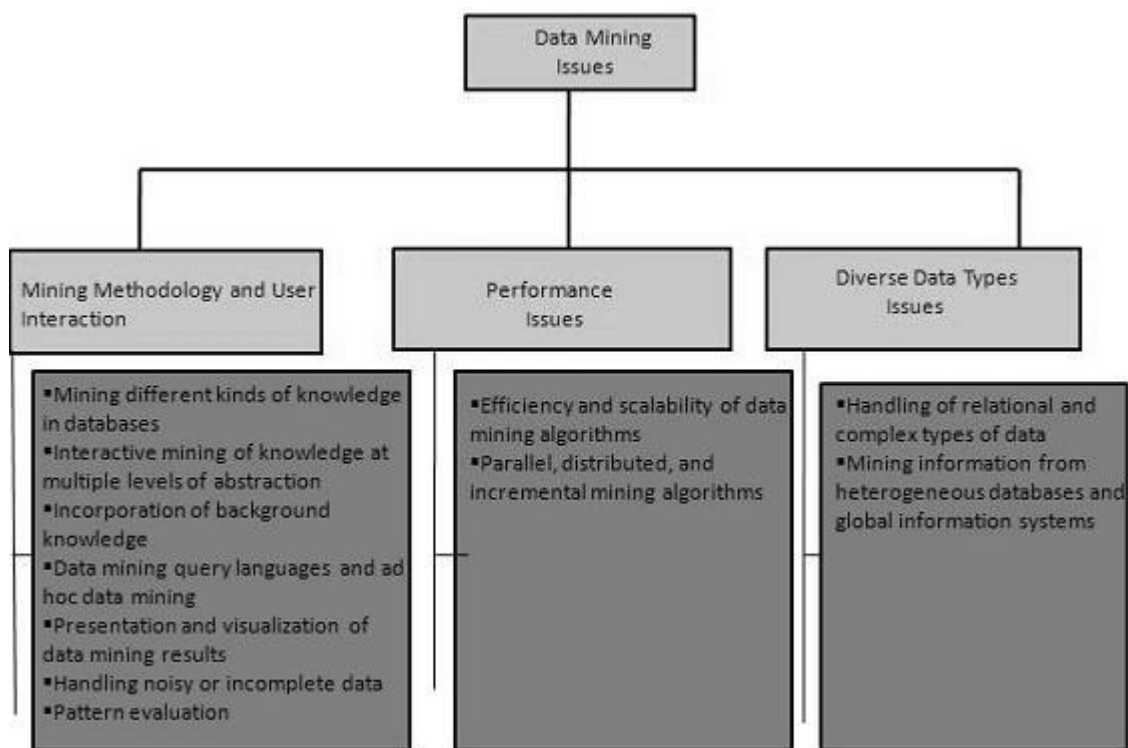 Data Mining
Issues
Mining Methodology and User
Interaction
Performance
Issues
Diverse Data Types
Issues
▪Mining different kinds of knowledge
in databases
▪Interactive mining of knowledge at
multiple levels of abstraction
▪Incorporation of background
knowledge
▪Data mining query languages and ad
hoc data mining
▪Presentation and visualization of
data mining results
▪Handling noisy or incomplete data
▪Pattern evaluation
▪Efficiency and scalability of data
mining algorithms
▪Parallel, distributed, and
incremental mining algorithms
▪Handling of relational and
complex types of data
▪Mining information from
heterogeneous databases and
global information systems